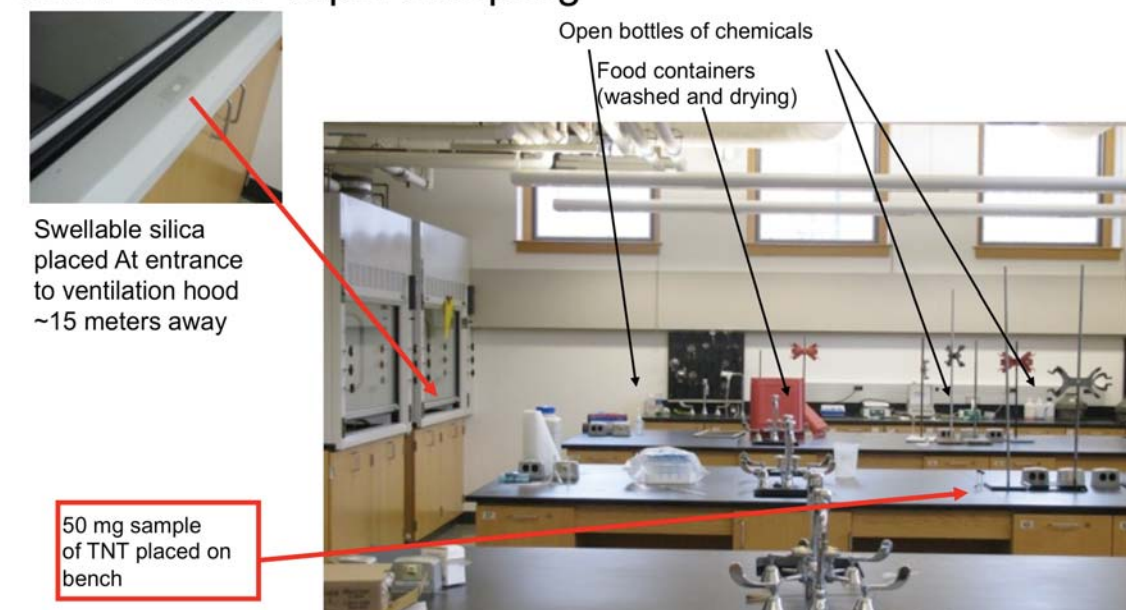 Open bottles of chemicals
Food containers
(washed and drying)
Swellable silica
placed At entrance
to ventilation hood
~15 meters away
50 mg sample
of TNT placed on
bench